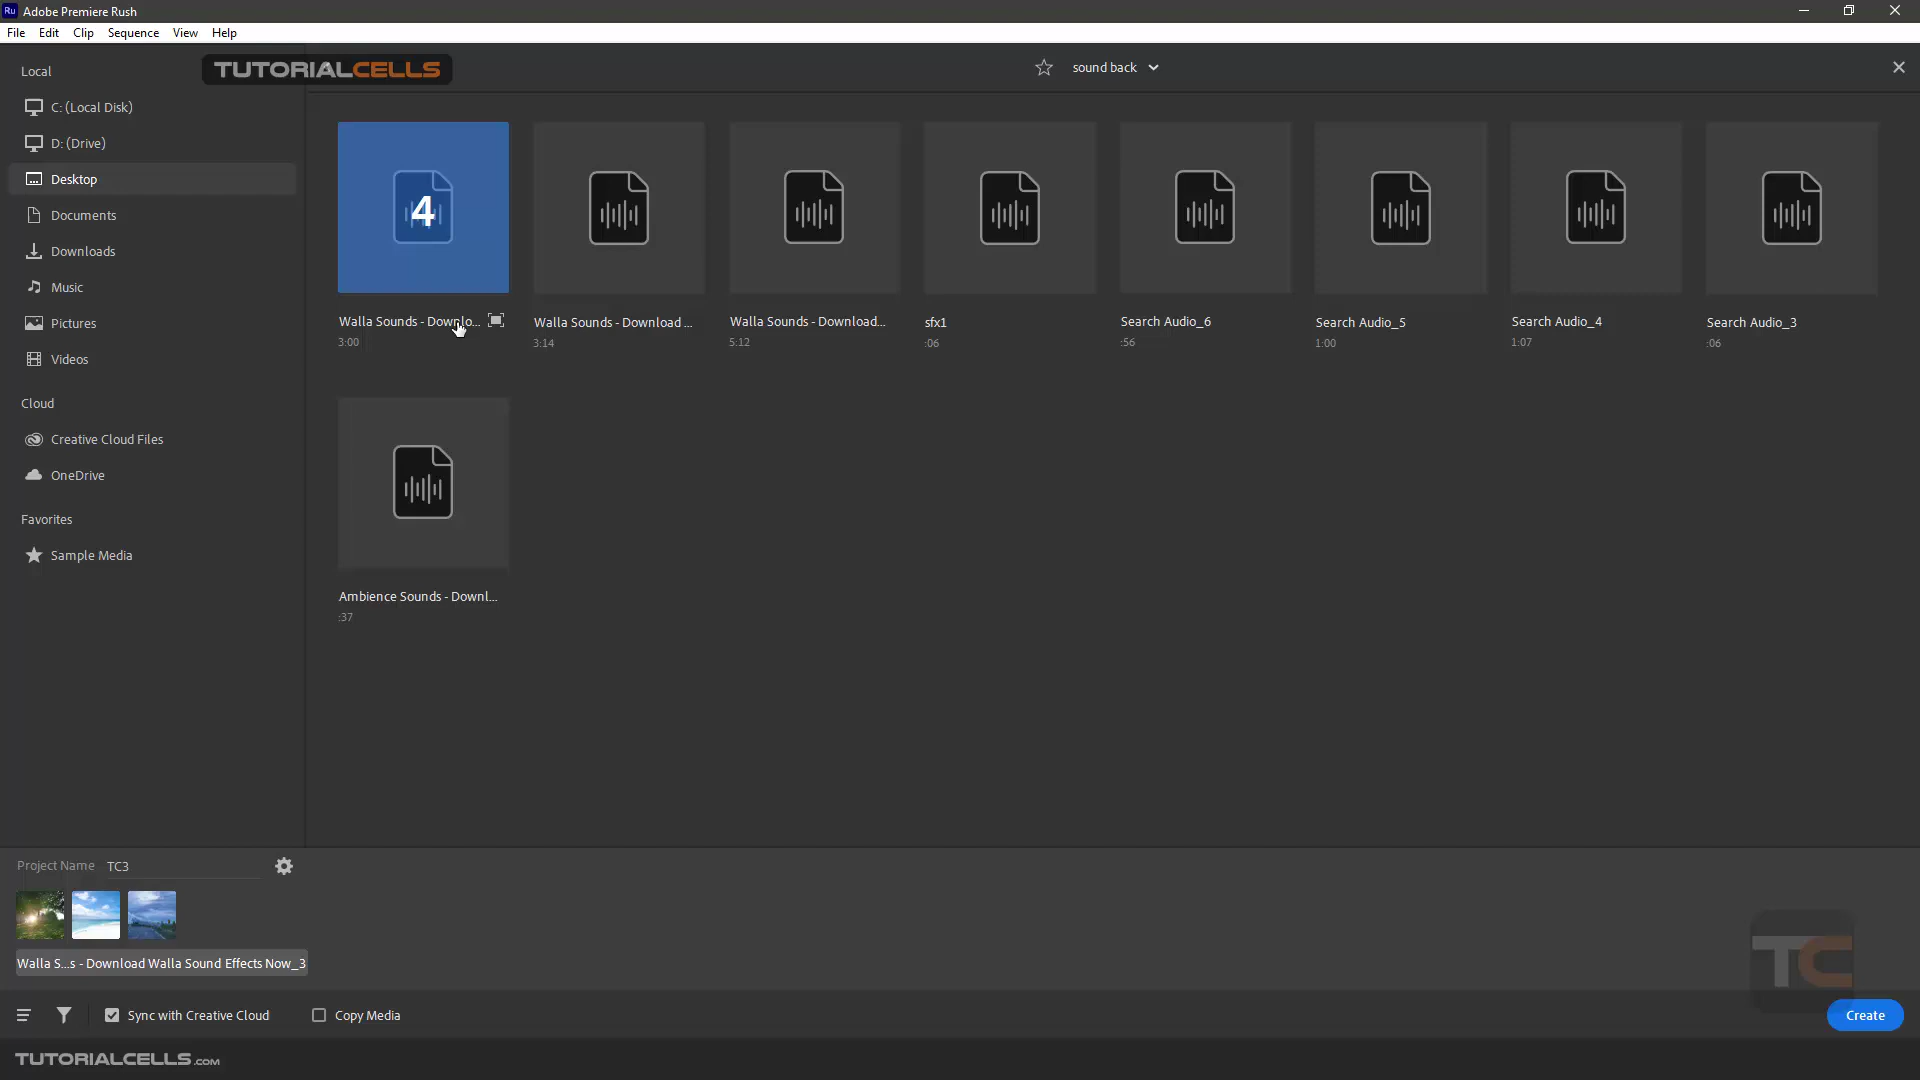 Ru Adobe Premiere Rush
File Edit Clip Sequence View Help
Local
TUTORIALCELLS
sound back
C: (Local Disk)
D: (Drive)
Desktop
Documents
Downloads
Music
Pictures
Videos
Cloud
Creative Cloud Files
OneDrive
Favorites
Sample Media
4
Walla Sounds - Downlo...
3:00
Walla Sounds - Download ...
3:14
Walla Sounds - Download...
5:12
sfx1
:06
Search Audio_6
:56
Search Audio_5
1:00
Search Audio_4
1:07
Search Audio_3
:06
Ambience Sounds - Downl...
:37
Project Name TC3
Walla S...s - Download Walla Sound Effects Now_3
TC
Sync with Creative Cloud
Copy Media
Create
TUTORIALCELLS.COM